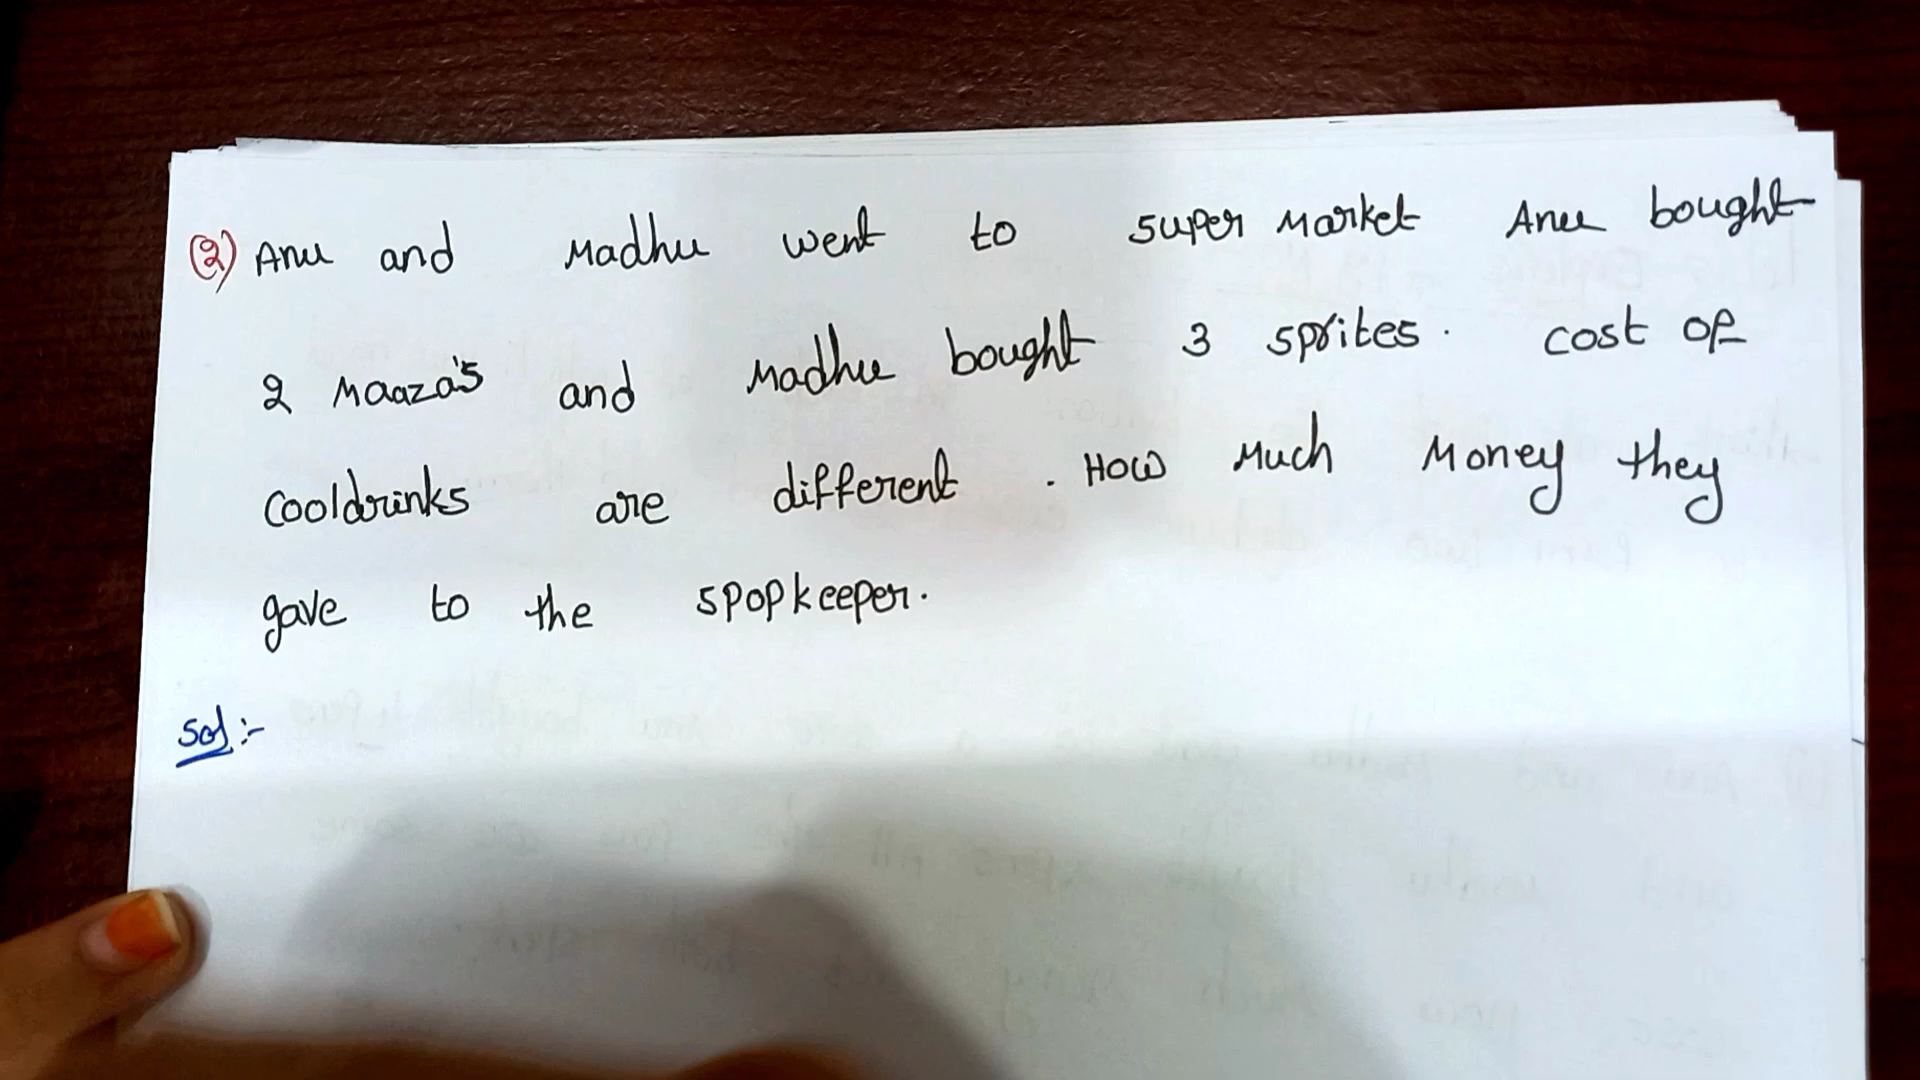 (2) Anu and Madhu went to super market Anu bought
2 Maaza's and Madhu bought 3 sprites. cost of
cooldrinks are different. How Much Money they
gave to the spopkeeper.
Sol:-